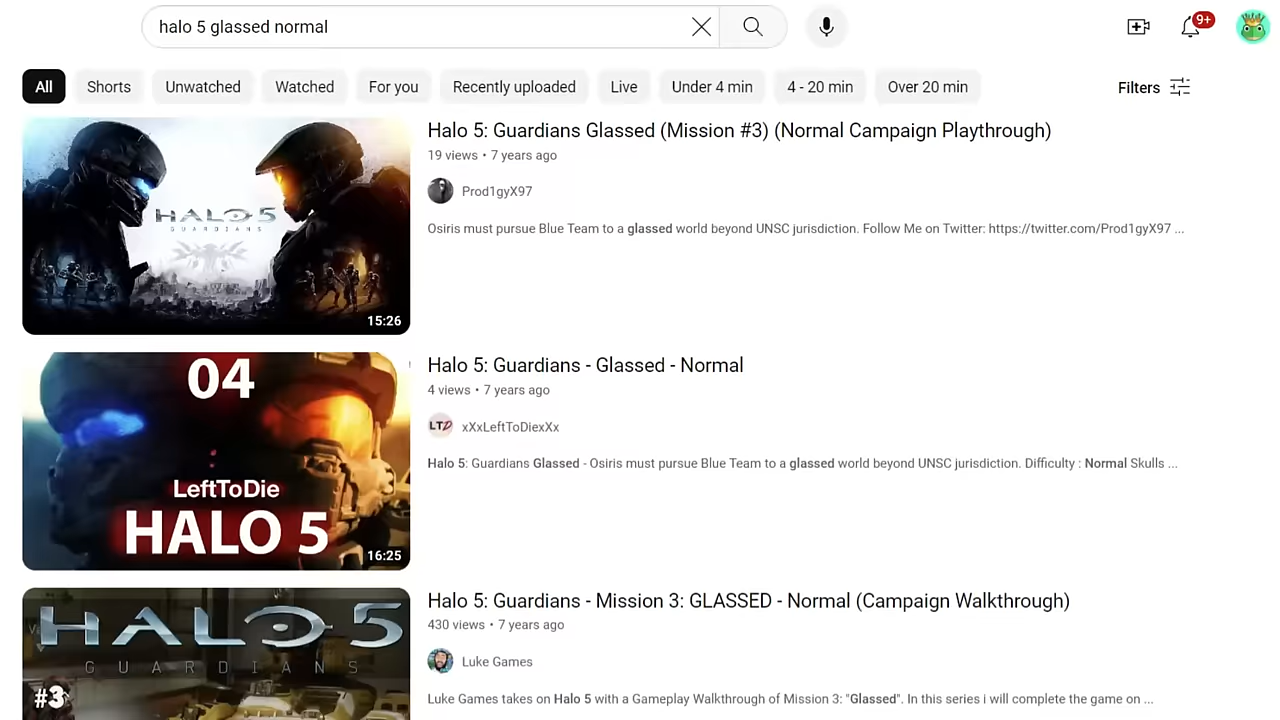 halo 5 glassed normal
9+
All
Shorts
Unwatched
Watched
For you
Recently uploaded
Live
Under 4 min
4 - 20 min
Over 20 min
Filters
HALO 5
GUARDIANS
15:26
Halo 5: Guardians Glassed (Mission #3) (Normal Campaign Playthrough)
19 views • 7 years ago
Prod1gyX97
Osiris must pursue Blue Team to a glassed world beyond UNSC jurisdiction. Follow Me on Twitter: https://twitter.com/Prod1gyX97 ...
04
LeftToDie
HALO 5
16:25
Halo 5: Guardians - Glassed - Normal
4 views • 7 years ago
LTD
xXxLeftToDiexXx
Halo 5: Guardians Glassed - Osiris must pursue Blue Team to a glassed world beyond UNSC jurisdiction. Difficulty : Normal Skulls ...
HALO 5
GUARDIANS
#3
Halo 5: Guardians - Mission 3: GLASSED - Normal (Campaign Walkthrough)
430 views • 7 years ago
Luke Games
Luke Games takes on Halo 5 with a Gameplay Walkthrough of Mission 3: "Glassed". In this series i will complete the game on ...